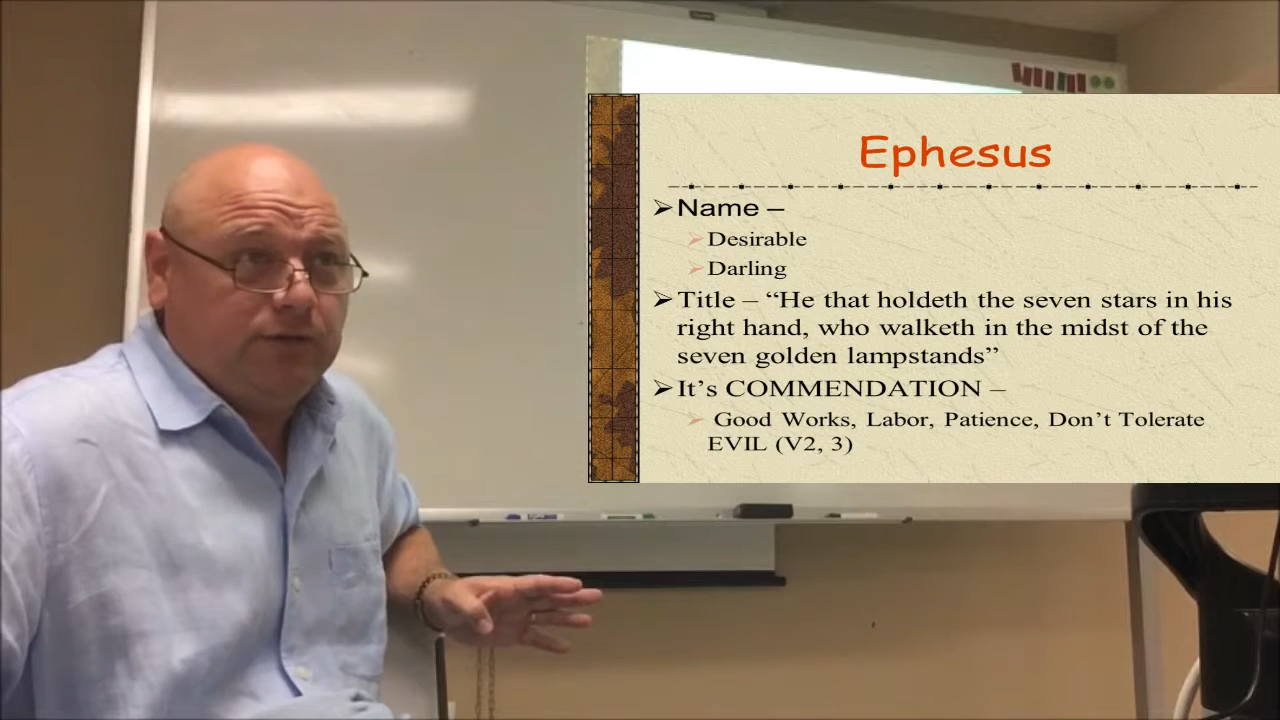 Ephesus
Name –
Desirable
Darling
Title – “He that holdeth the seven stars in his
right hand, who walketh in the midst of the
seven golden lampstands”
It’s COMMENDATION –
Good Works, Labor, Patience, Don’t Tolerate
EVIL (V2, 3)